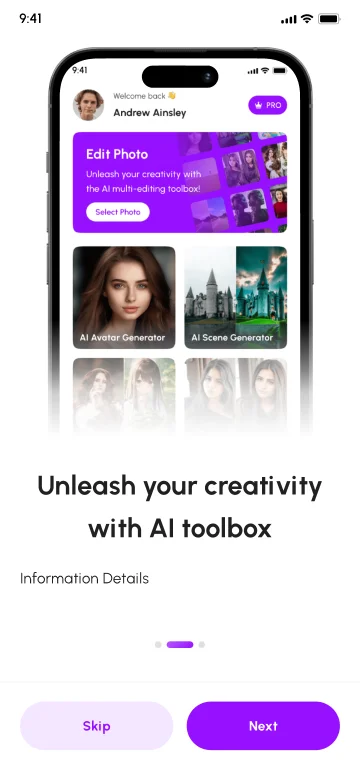 9:41
9:41
Welcome back 👋
Andrew Ainsley
PRO
Edit Photo
Unleash your creativity with
the AI multi-editing toolbox!
Select Photo
AI Avatar Generator
AI Scene Generator
Unleash your creativity
with AI toolbox
Information Details
Skip
Next